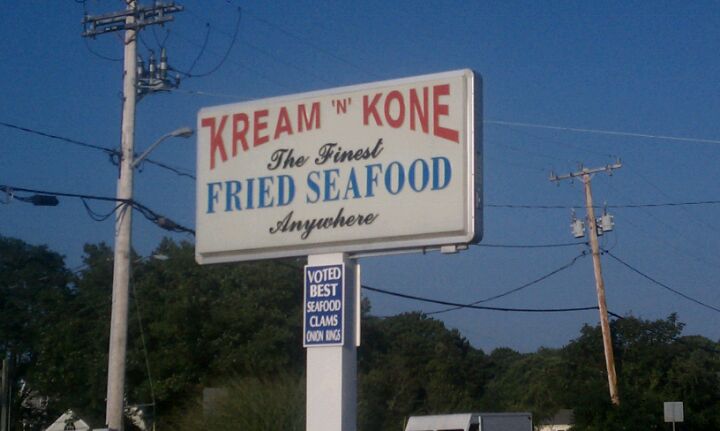 KREAM 'N' KONE
The Finest
FRIED SEAFOOD
Anywhere
VOTED
BEST
SEAFOOD
CLAMS
ONION RINGS